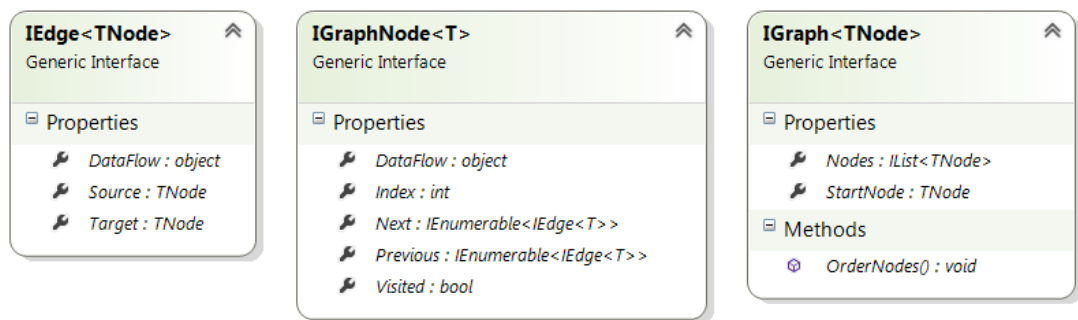 IEdge<TNode>
Generic Interface
Properties
DataFlow : object
Source : TNode
Target : TNode
IGraphNode<T>
Generic Interface
Properties
DataFlow : object
Index : int
Next : IEnumerable<IEdge<T>>
Previous : IEnumerable<IEdge<T>>
Visited : bool
IGraph<TNode>
Generic Interface
Properties
Nodes : IList<TNode>
StartNode : TNode
Methods
OrderNodes() : void